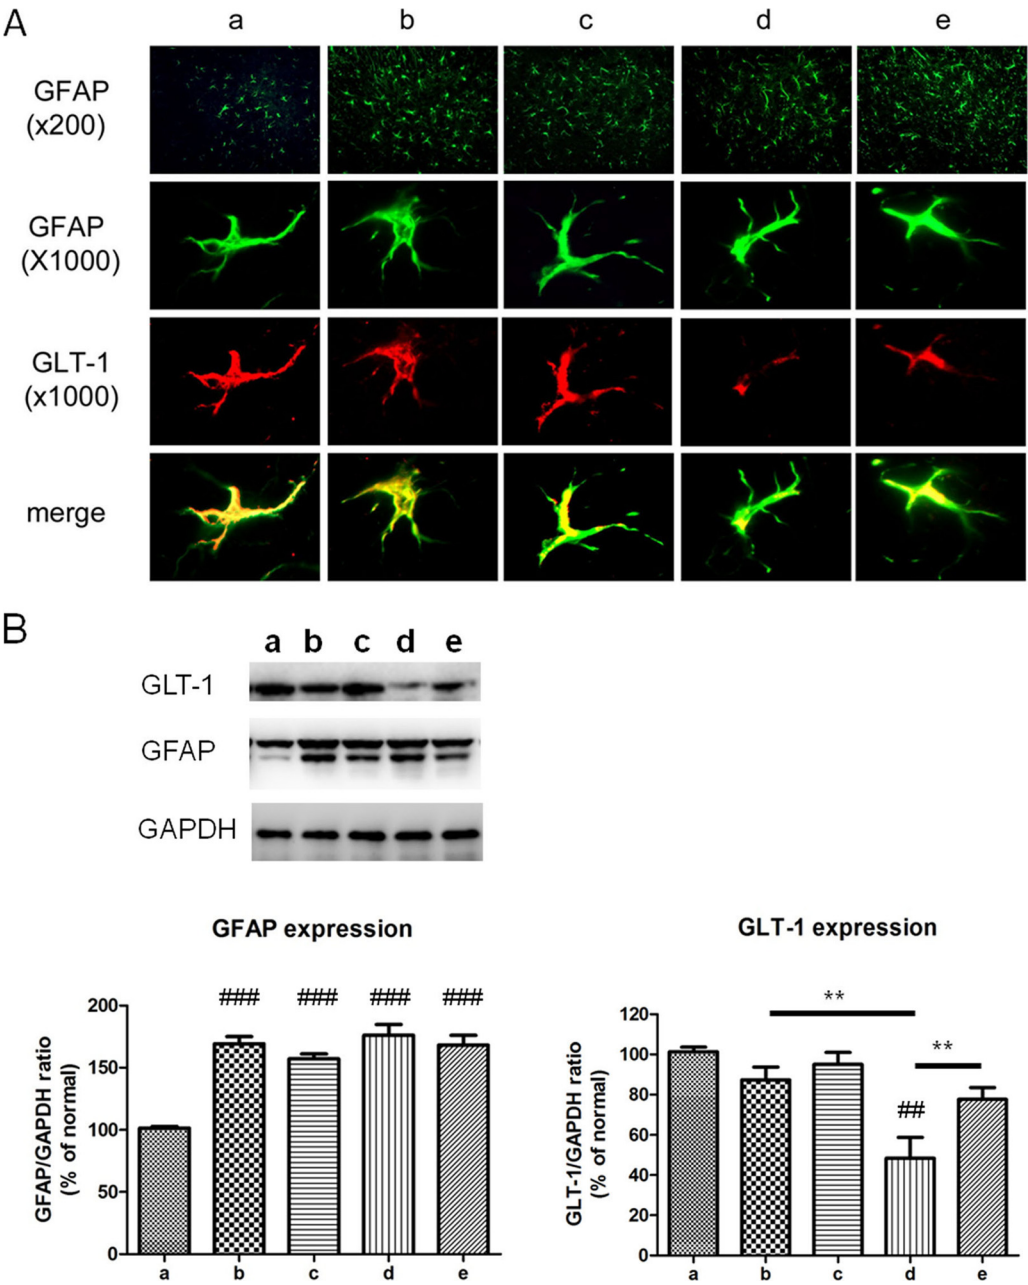 A
a b c d e
GFAP
(x200)
GFAP
(X1000)
GLT-1
(x1000)
merge
B
a b c d e
GLT-1
GFAP
GAPDH
GFAP expression
GFAP/GAPDH ratio
(% of normal)
200
150
100
50
0
### ### ### ###
a b c d e
GLT-1 expression
GLT-1/GAPDH ratio
(% of normal)
120
100
80
60
40
20
0
**
**
##
a b c d e